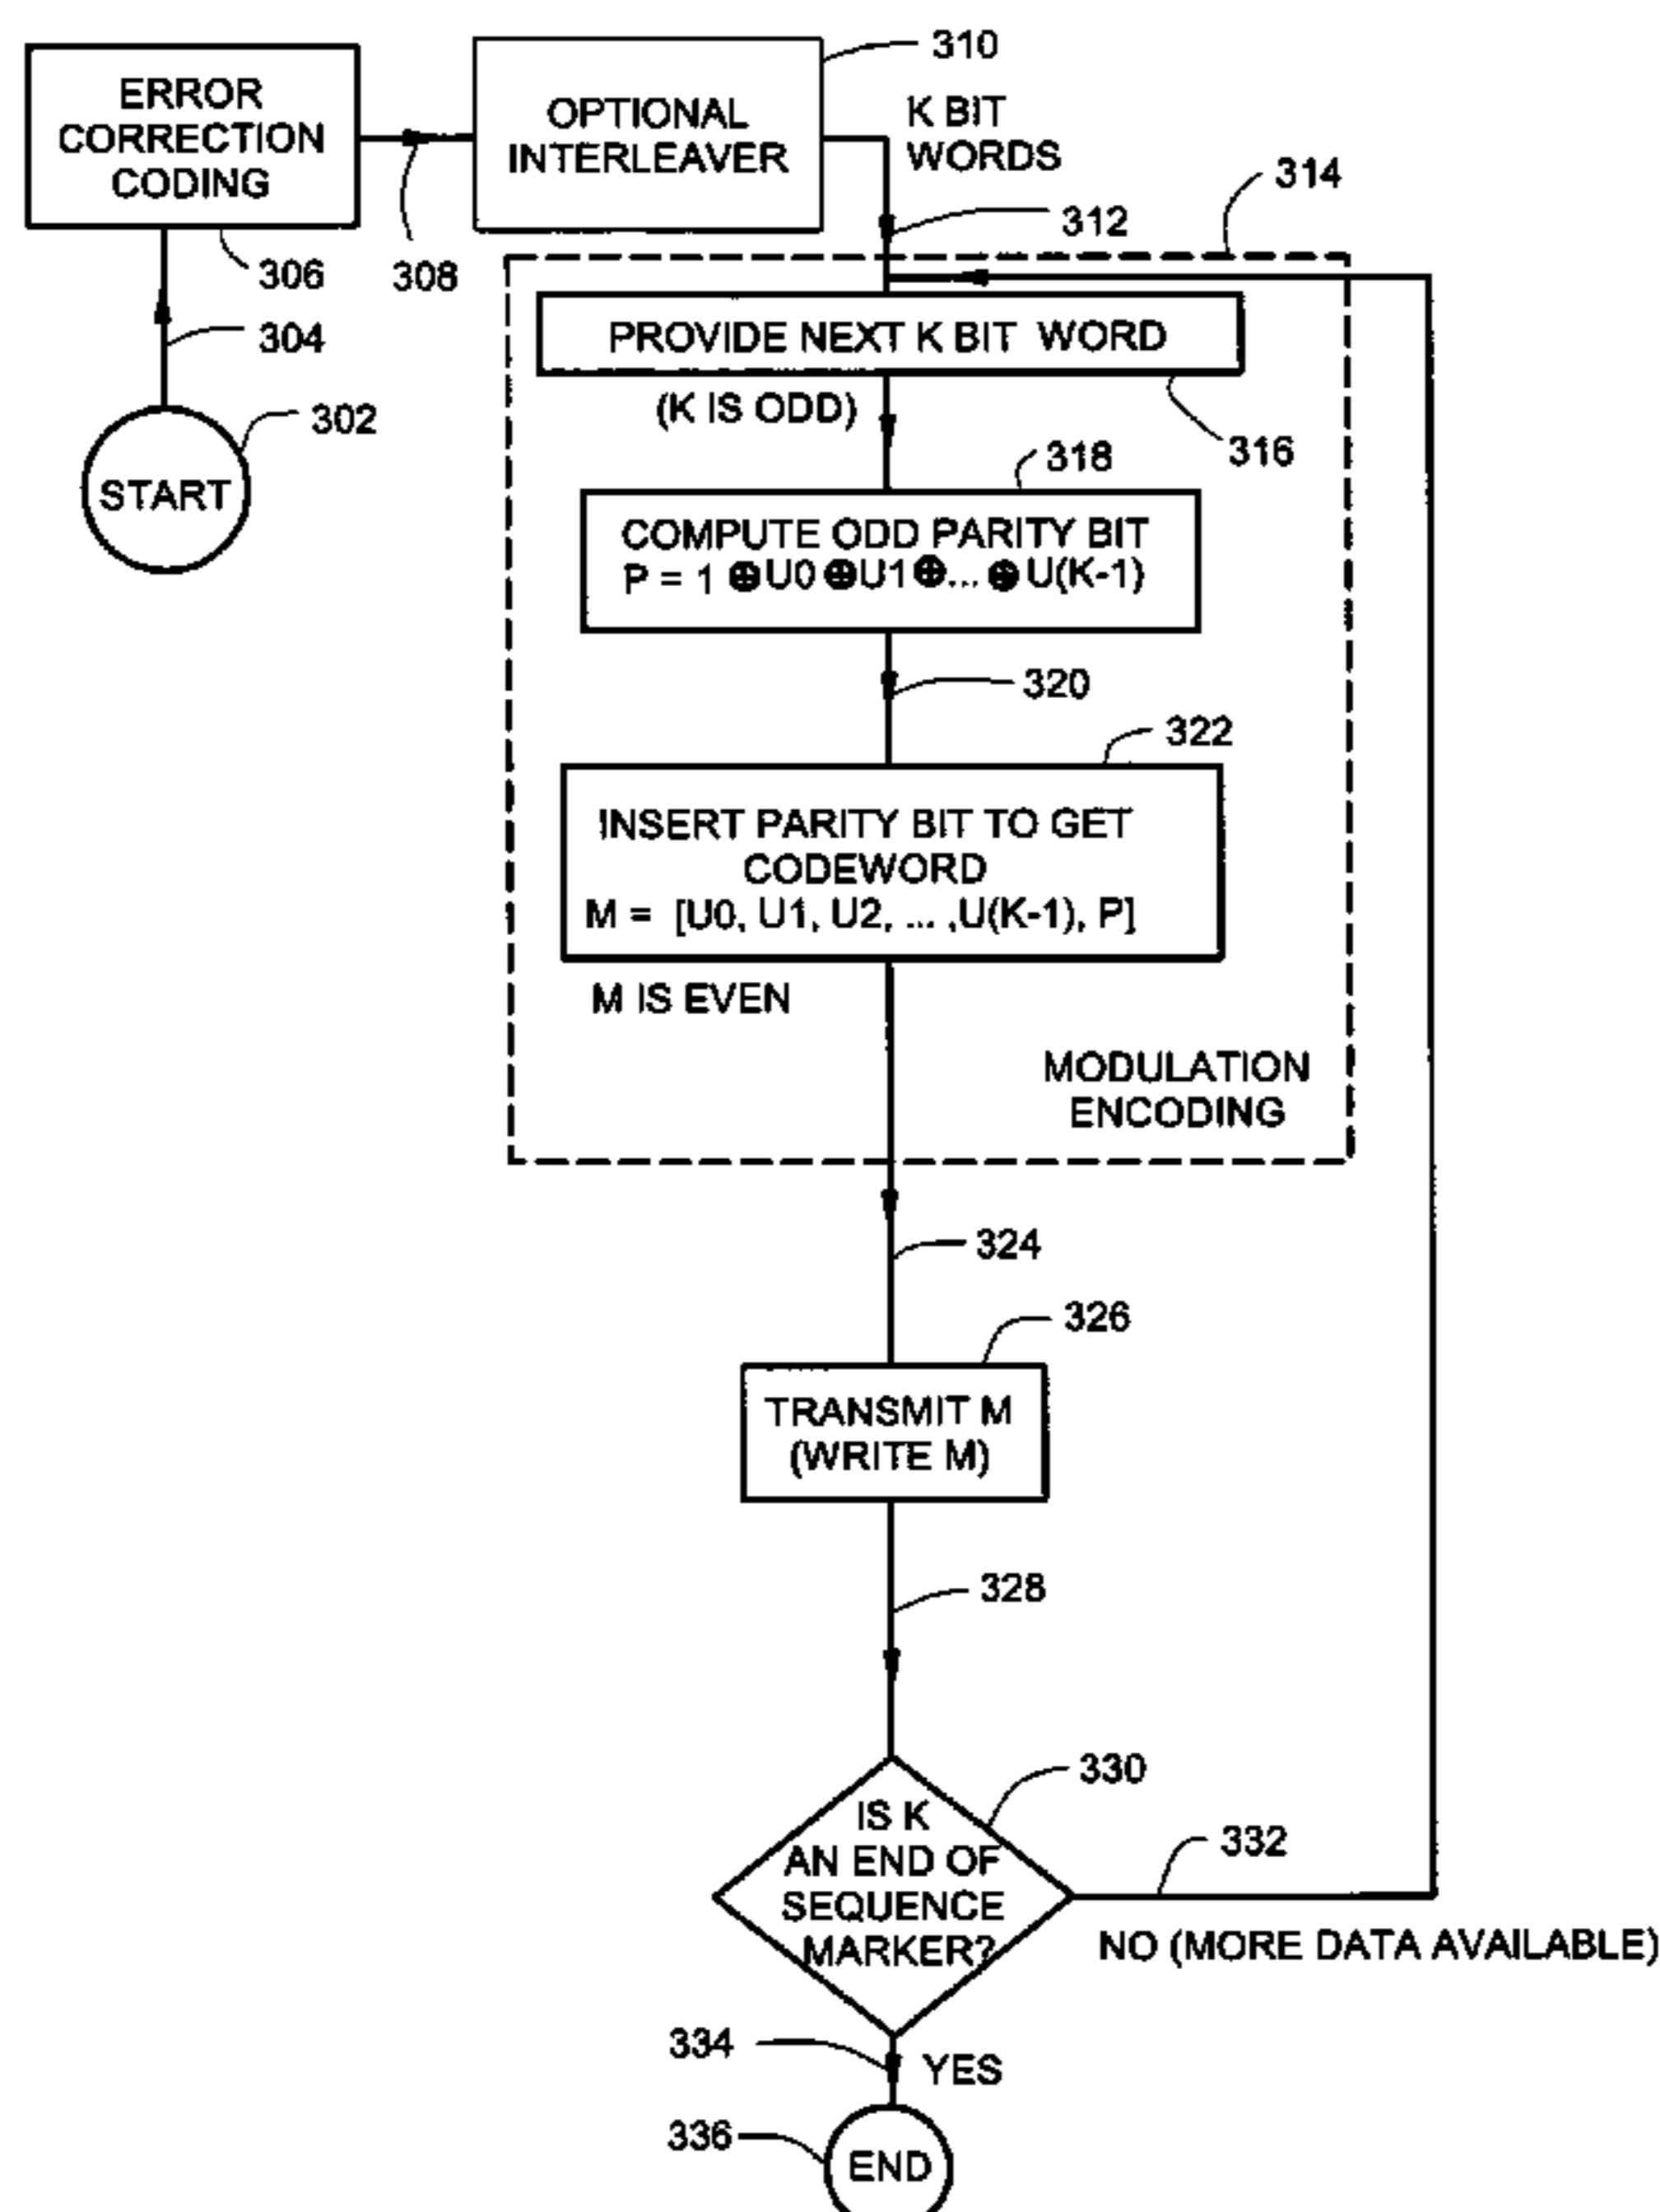 310
ERROR
CORRECTION
CODING
OPTIONAL
INTERLEAVER
K BIT
WORDS
314
312
306
308
304
PROVIDE NEXT K BIT WORD
302
(K IS ODD)
316
318
START
COMPUTE ODD PARITY BIT
P = 1 ⊕ U0 ⊕ U1 ⊕ ... ⊕ U(K-1)
320
322
INSERT PARITY BIT TO GET
CODEWORD
M = [U0, U1, U2, ... ,U(K-1), P]
M IS EVEN
MODULATION
ENCODING
324
326
TRANSMIT M
(WRITE M)
328
330
IS K
AN END OF
SEQUENCE
MARKER?
332
NO (MORE DATA AVAILABLE)
334
YES
336
END